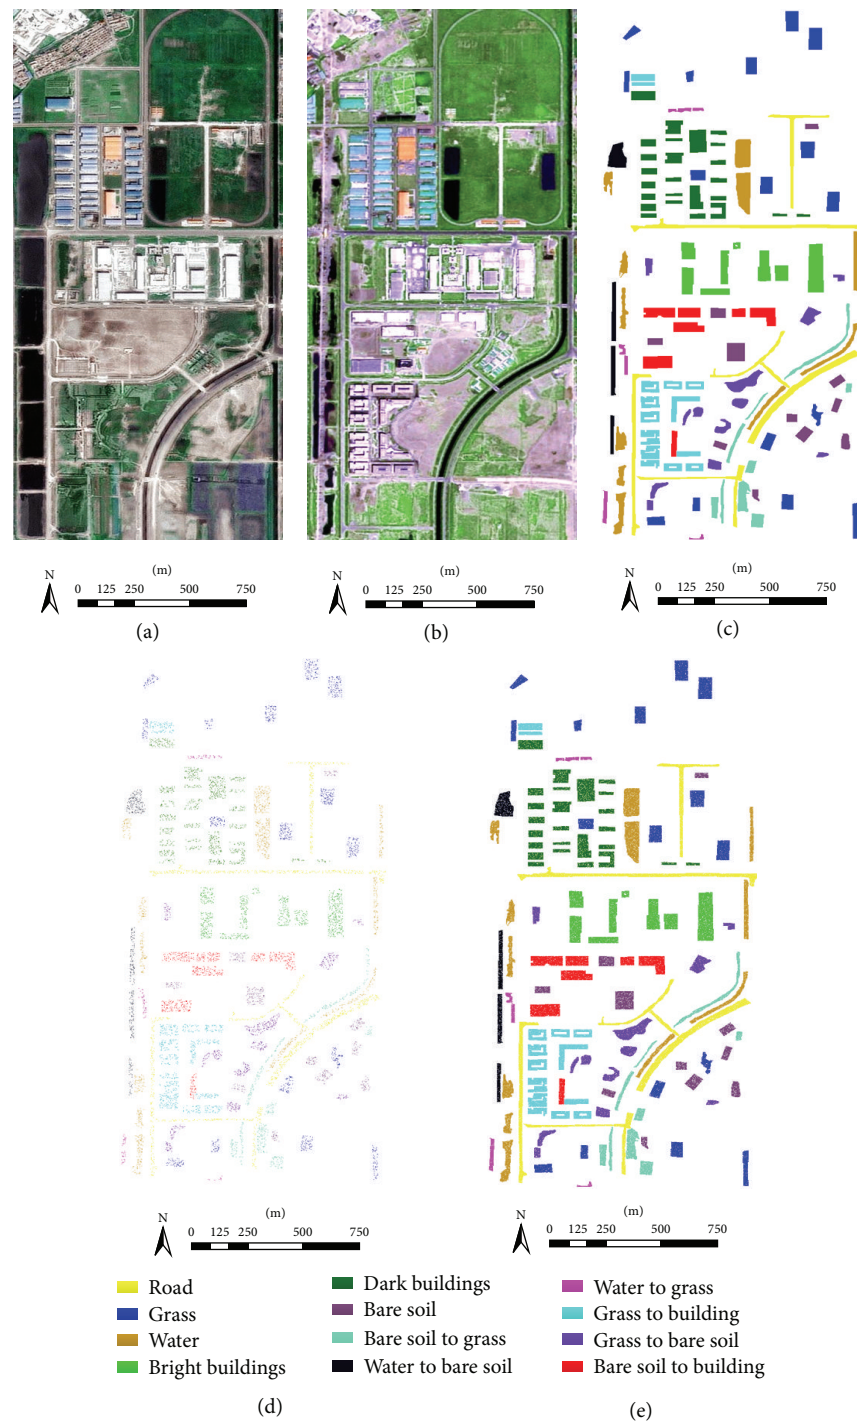 N
(m)
0 125 250 500 750
(a)
N
(m)
0 125 250 500 750
(b)
N
(m)
0 125 250 500 750
(c)
N
(m)
0 125 250 500 750
N
(m)
0 125 250 500 750
Road
Grass
Water
Bright buildings
Dark buildings
Bare soil
Bare soil to grass
Water to bare soil
Water to grass
Grass to building
Grass to bare soil
Bare soil to building
(d)
(e)